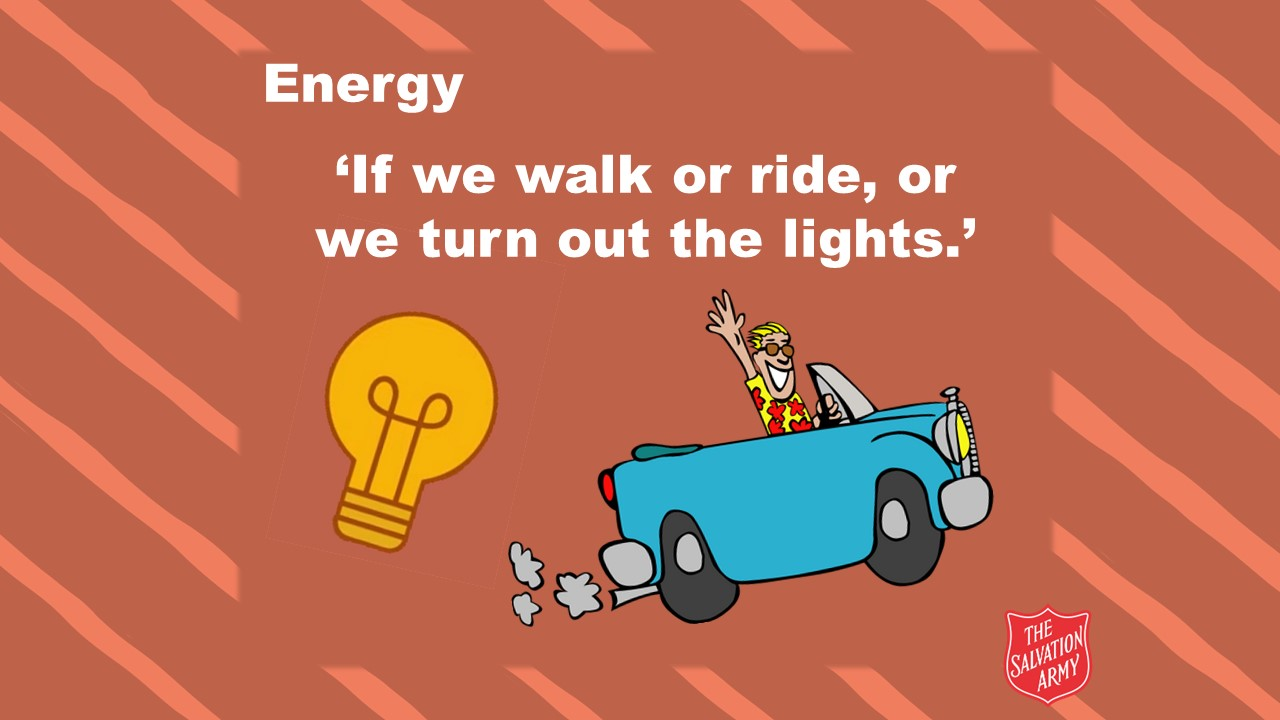 Energy
‘If we walk or ride, or
we turn out the lights.’
THE
SALVATION
ARMY